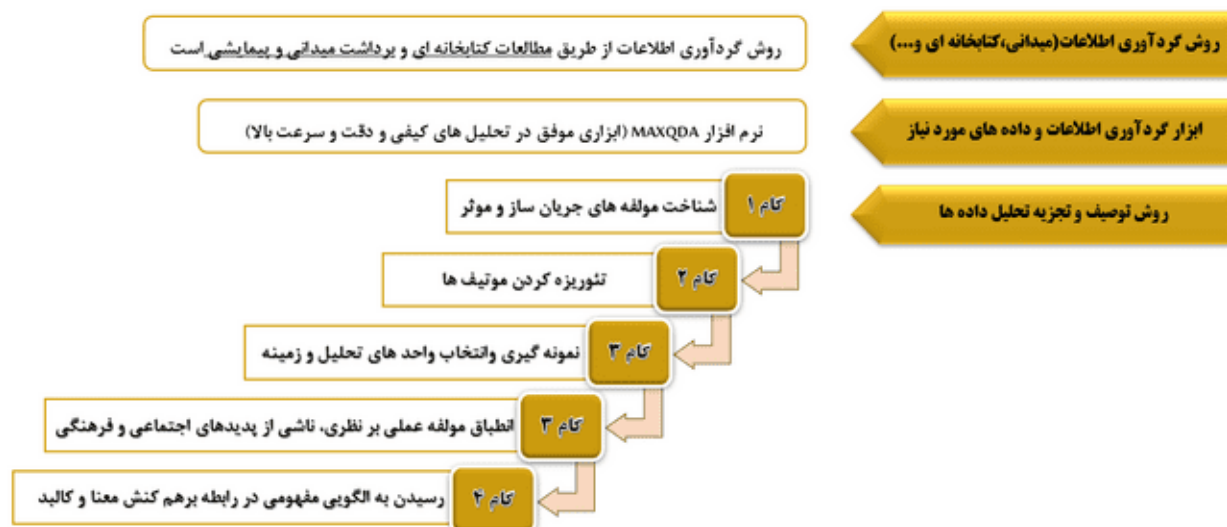 روش گردآوری اطلاعات(میدانی،کتابخانه ای و...)
روش گردآوری اطلاعات از طریق مطالعات کتابخانه ای و برداشت میدانی و پیمایشی است
ابزار گردآوری اطلاعات و داده های مورد نیاز
نرم افزار MAXQDA (ابزاری موفق در تحلیل های کیفی و دقت و سرعت بالا)
روش توصیف و تجزیه تحلیل داده ها
گام ۱
شناخت مولفه های جریان ساز و موثر
گام ۲
تئوریزه کردن موتیف ها
گام ۳
نمونه گیری وانتخاب واحد های تحلیل و زمینه
گام ۳
انطباق مولفه عملی بر نظری، ناشی از پدیدهای اجتماعی و فرهنگی
گام ۴
رسیدن به الگویی مفهومی در رابطه برهم کنش معنا و کالبد